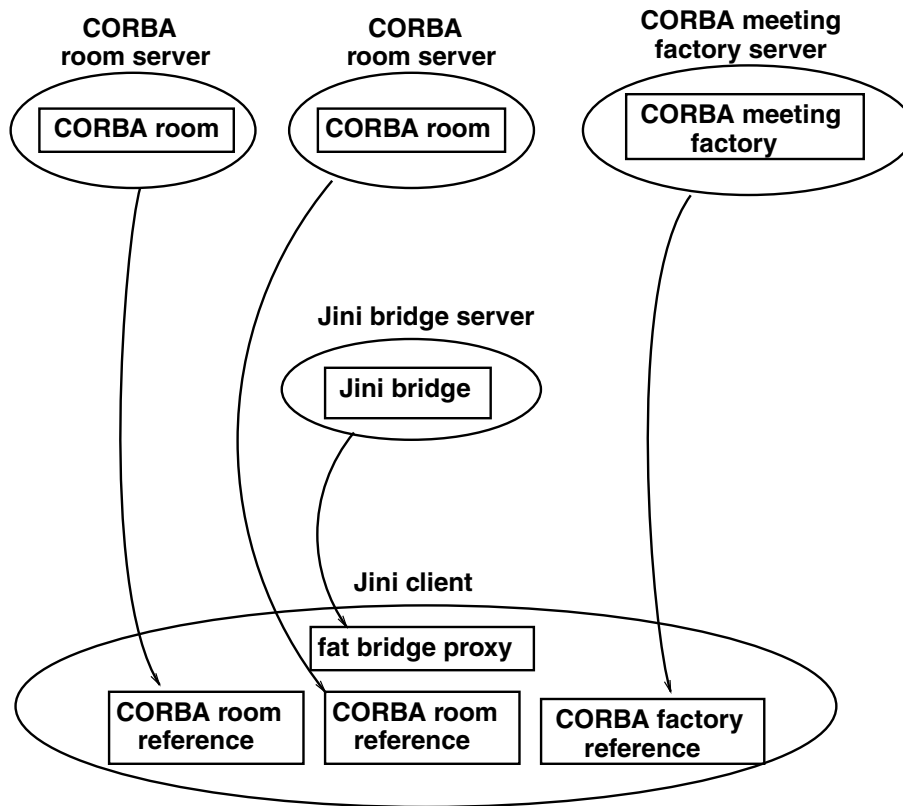 CORBA
room server
CORBA
room server
CORBA meeting
factory server
CORBA room
CORBA room
CORBA meeting
factory
Jini bridge server
Jini bridge
Jini client
fat bridge proxy
CORBA room
reference
CORBA room
reference
CORBA factory
reference